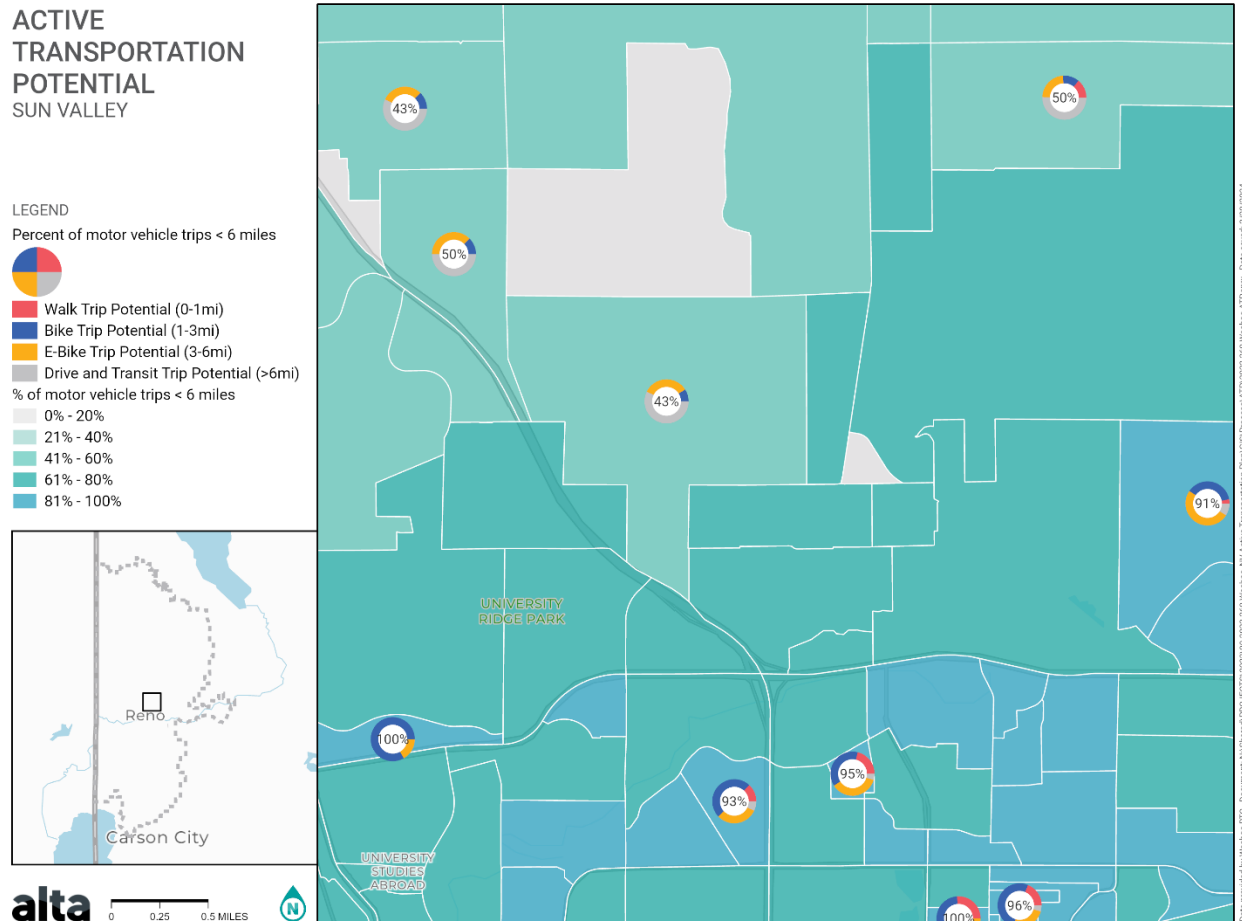 ACTIVE
TRANSPORTATION
POTENTIAL
SUN VALLEY
LEGEND
Percent of motor vehicle trips < 6 miles
Walk Trip Potential (0-1mi)
Bike Trip Potential (1-3mi)
E-Bike Trip Potential (3-6mi)
Drive and Transit Trip Potential (>6mi)
% of motor vehicle trips < 6 miles
0% - 20%
21% - 40%
41% - 60%
61% - 80%
81% - 100%
Reno
Carson City
alta
0 0.25 0.5 MILES
N
43%
50%
50%
43%
91%
UNIVERSITY
RIDGE PARK
100%
95%
93%
UNIVERSITY
STUDIES
ABROAD
96%
100%